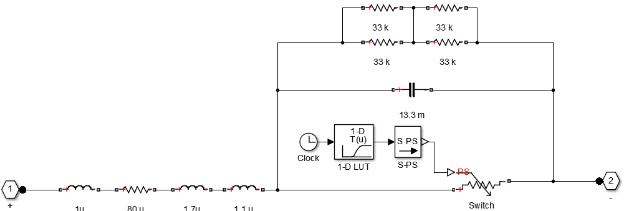 33 k 33 k
33 k 33 k
13.3 m
1-D
T(u)
S PS
Clock
1-D LUT
S-PS
PS
1
2
+
1u 80 u 1.7u 1.1 u
Switch
-